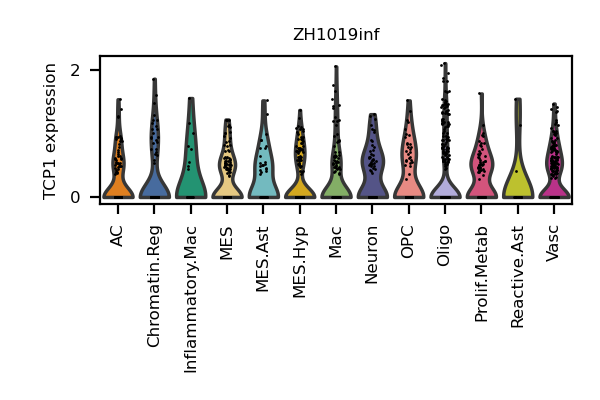 ZH1019inf
TCP1 expression
2
0
AC
Chromatin.Reg
Inflammatory.Mac
MES
MES.Ast
MES.Hyp
Mac
Neuron
OPC
Oligo
Prolif.Metab
Reactive.Ast
Vasc